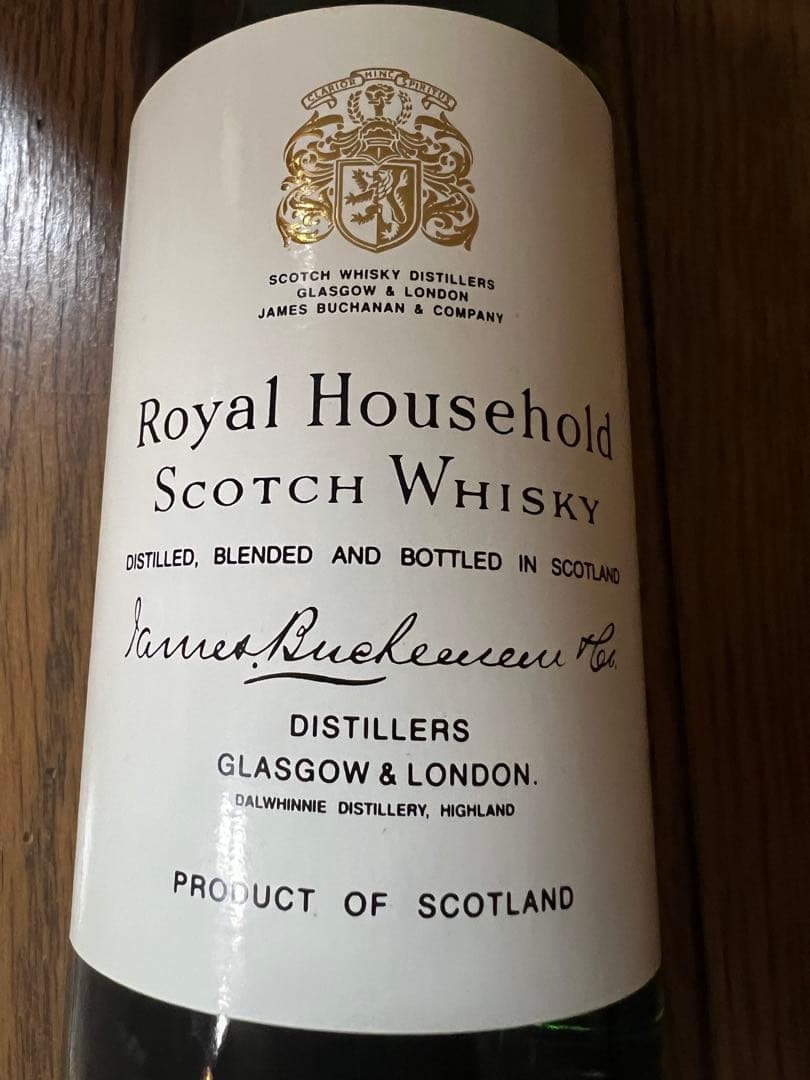 CLARIOR HINC SPIRITUS
SCOTCH WHISKY DISTILLERS
GLASGOW & LONDON
JAMES BUCHANAN & COMPANY
Royal Household
SCOTCH WHISKY
DISTILLED, BLENDED AND BOTTLED IN SCOTLAND
James Buchanan & Co.
DISTILLERS
GLASGOW & LONDON.
DALWHINNIE DISTILLERY, HIGHLAND
PRODUCT OF SCOTLAND